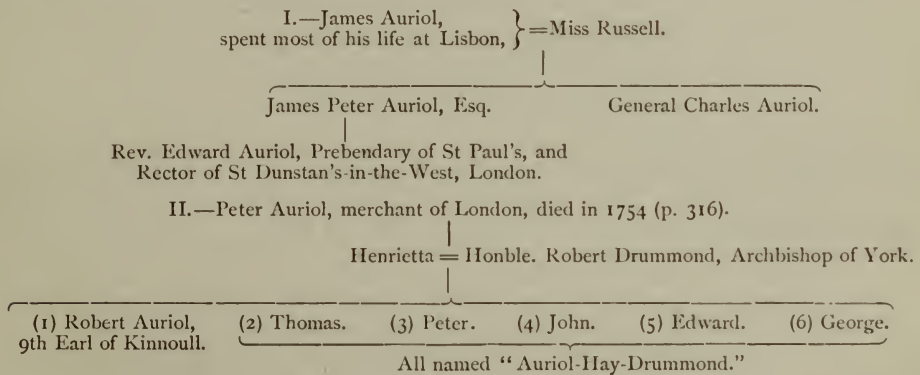 I.—James Auriol,
spent most of his life at Lisbon, } =Miss Russell.
James Peter Auriol, Esq. General Charles Auriol.
Rev. Edward Auriol, Prebendary of St Paul's, and
Rector of St Dunstan's-in-the-West, London.
II.—Peter Auriol, merchant of London, died in 1754 (p. 316).
Henrietta = Honble. Robert Drummond, Archbishop of York.
(1) Robert Auriol, (2) Thomas. (3) Peter. (4) John. (5) Edward. (6) George.
9th Earl of Kinnoull.
All named “Auriol-Hay-Drummond.”